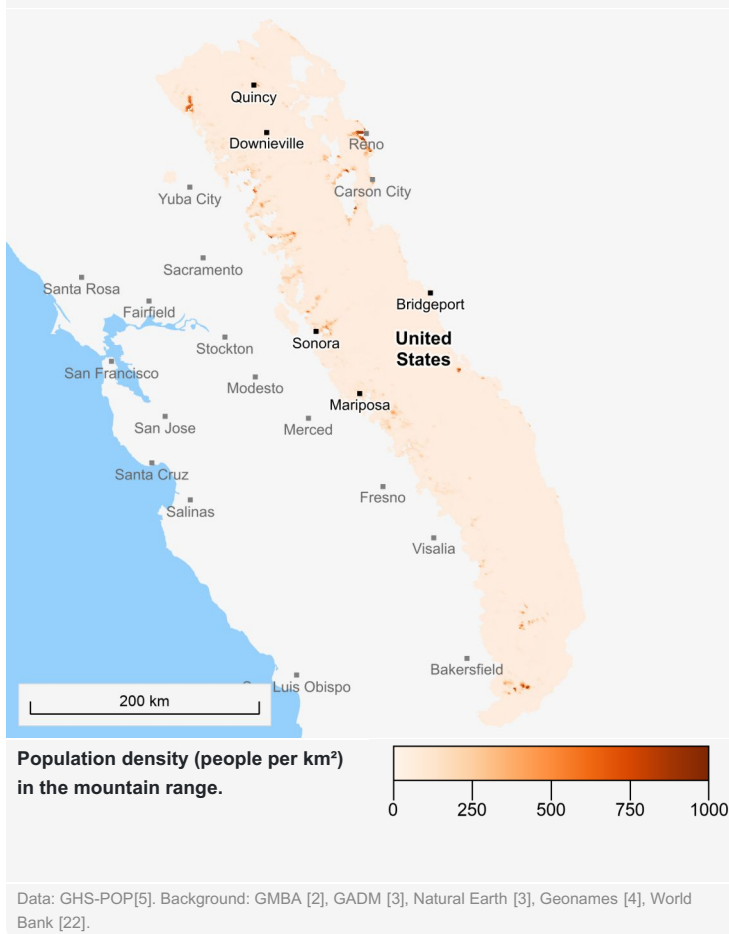 Quincy
Downieville
Reno
Carson City
Yuba City
Sacramento
Santa Rosa
Fairfield
Bridgeport
Stockton
Sonora
United
States
San Francisco
Modesto
Mariposa
San Jose
Merced
Santa Cruz
Fresno
Salinas
Visalia
Bakersfield
Luis Obispo
200 km
Population density (people per km²)
in the mountain range.
0 250 500 750 1000
Data: GHS-POP[5]. Background: GMBA [2], GADM [3], Natural Earth [3], Geonames [4], World
Bank [22].